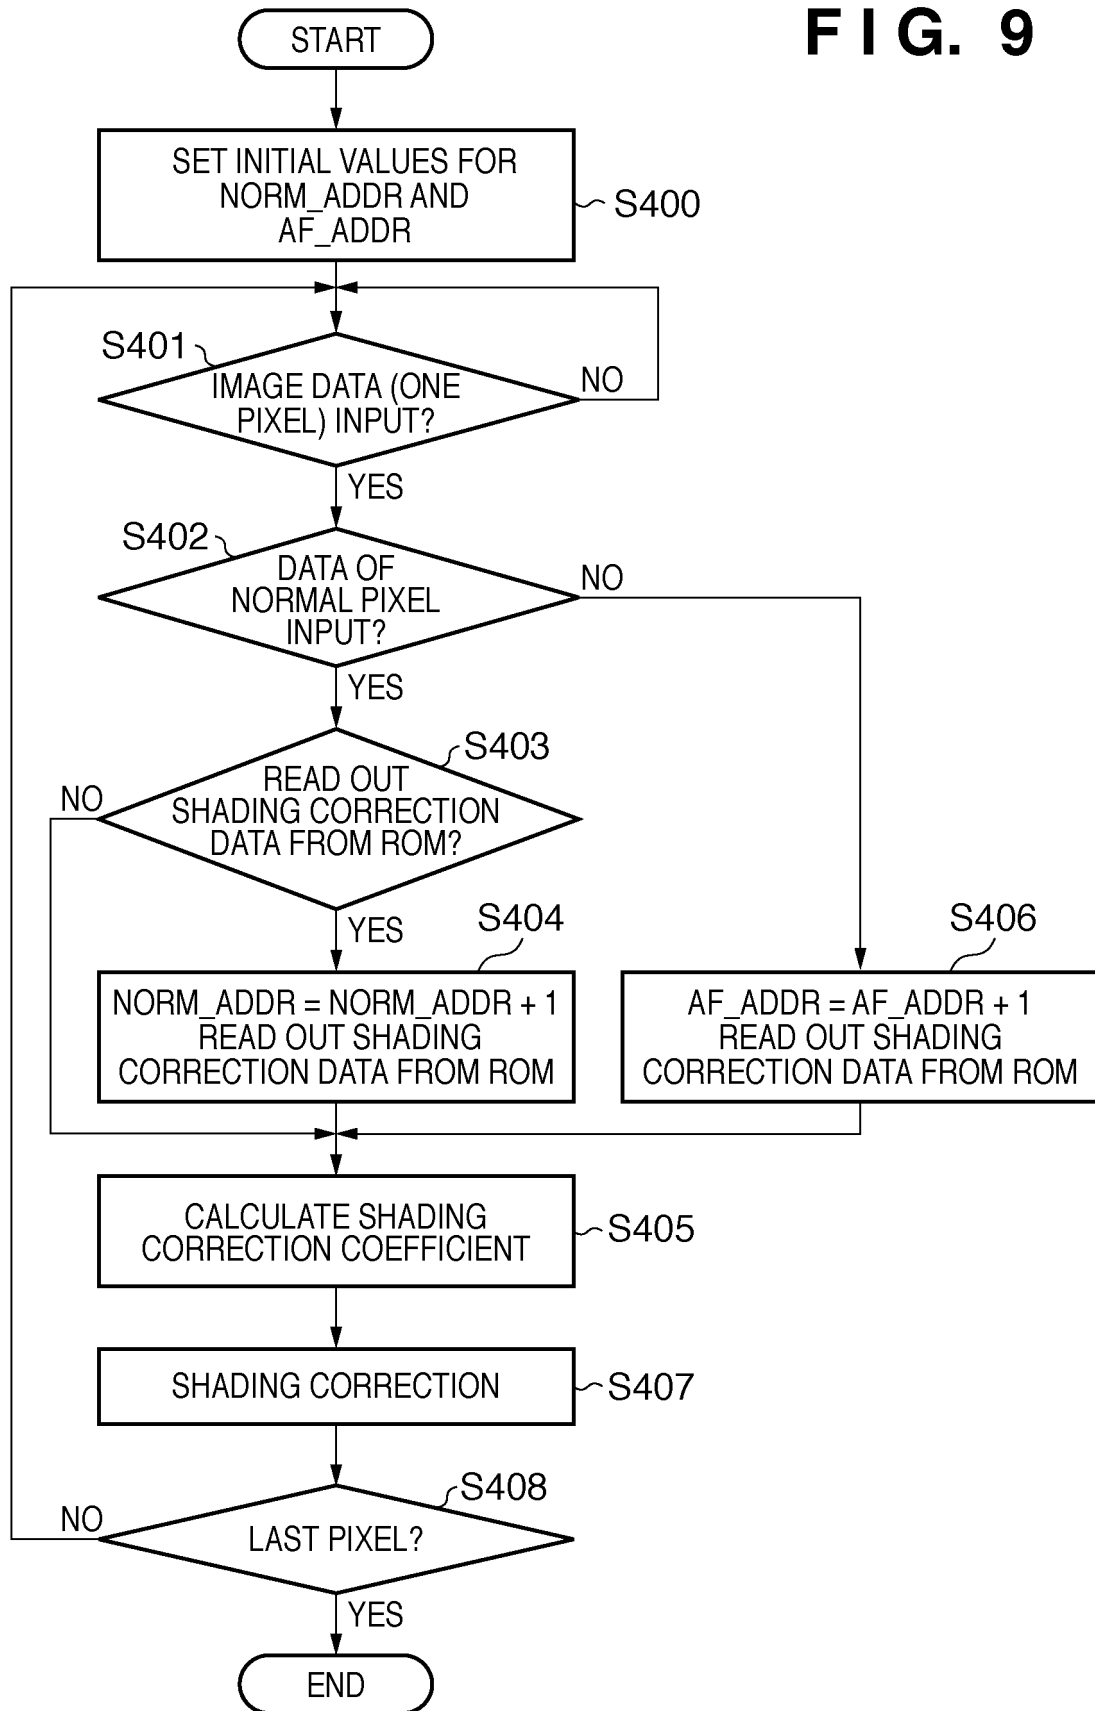 FIG. 9
START
SET INITIAL VALUES FOR
NORM_ADDR AND
AF_ADDR
S400
S401
IMAGE DATA (ONE
PIXEL) INPUT?
NO
YES
S402
DATA OF
NORMAL PIXEL
INPUT?
NO
YES
S403
READ OUT
SHADING CORRECTION
DATA FROM ROM?
NO
YES
S404
NORM_ADDR = NORM_ADDR + 1
READ OUT SHADING
CORRECTION DATA FROM ROM
S406
AF_ADDR = AF_ADDR + 1
READ OUT SHADING
CORRECTION DATA FROM ROM
CALCULATE SHADING
CORRECTION COEFFICIENT
S405
SHADING CORRECTION
S407
S408
LAST PIXEL?
NO
YES
END